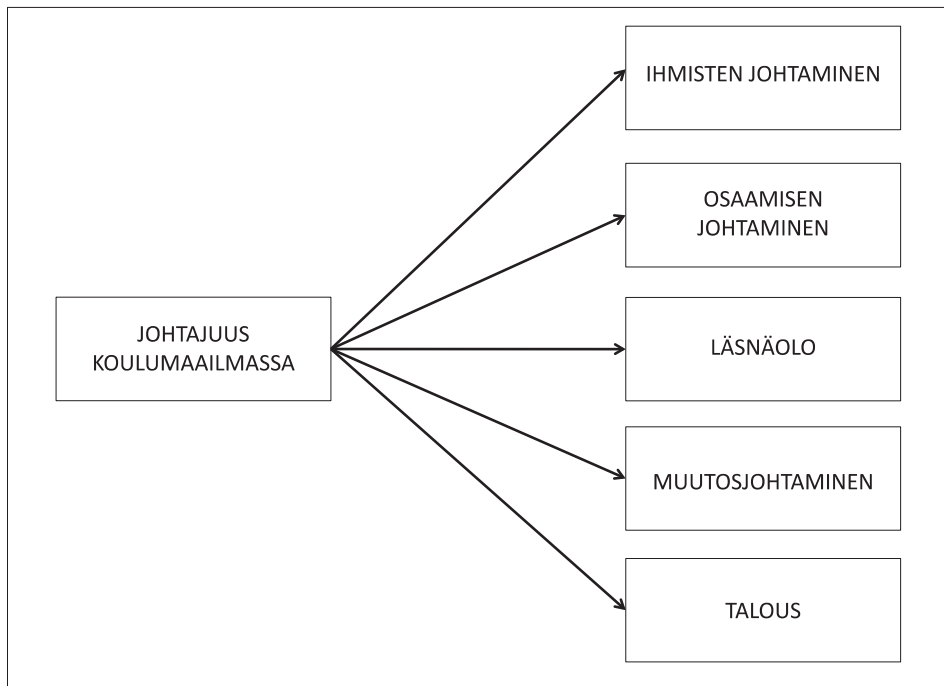 JOHTAJUUS
KOULUMAAILMASSA
IHMISTEN JOHTAMINEN
OSAAMISEN
JOHTAMINEN
LÄSNÄOLO
MUUTOSJOHTAMINEN
TALOUS